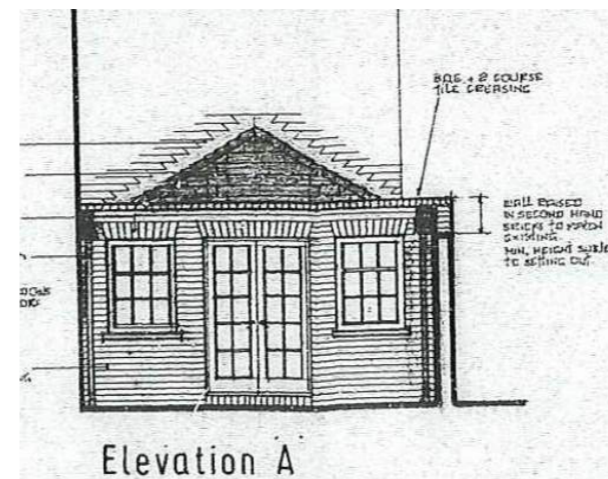 B.O.E. + 2 COURSE
TILE CREASING
WALL RAISED
IN SECOND HAND
BRICKS TO MATCH
EXISTING.
MIN. HEIGHT
TO SETTING OUT.
Elevation A